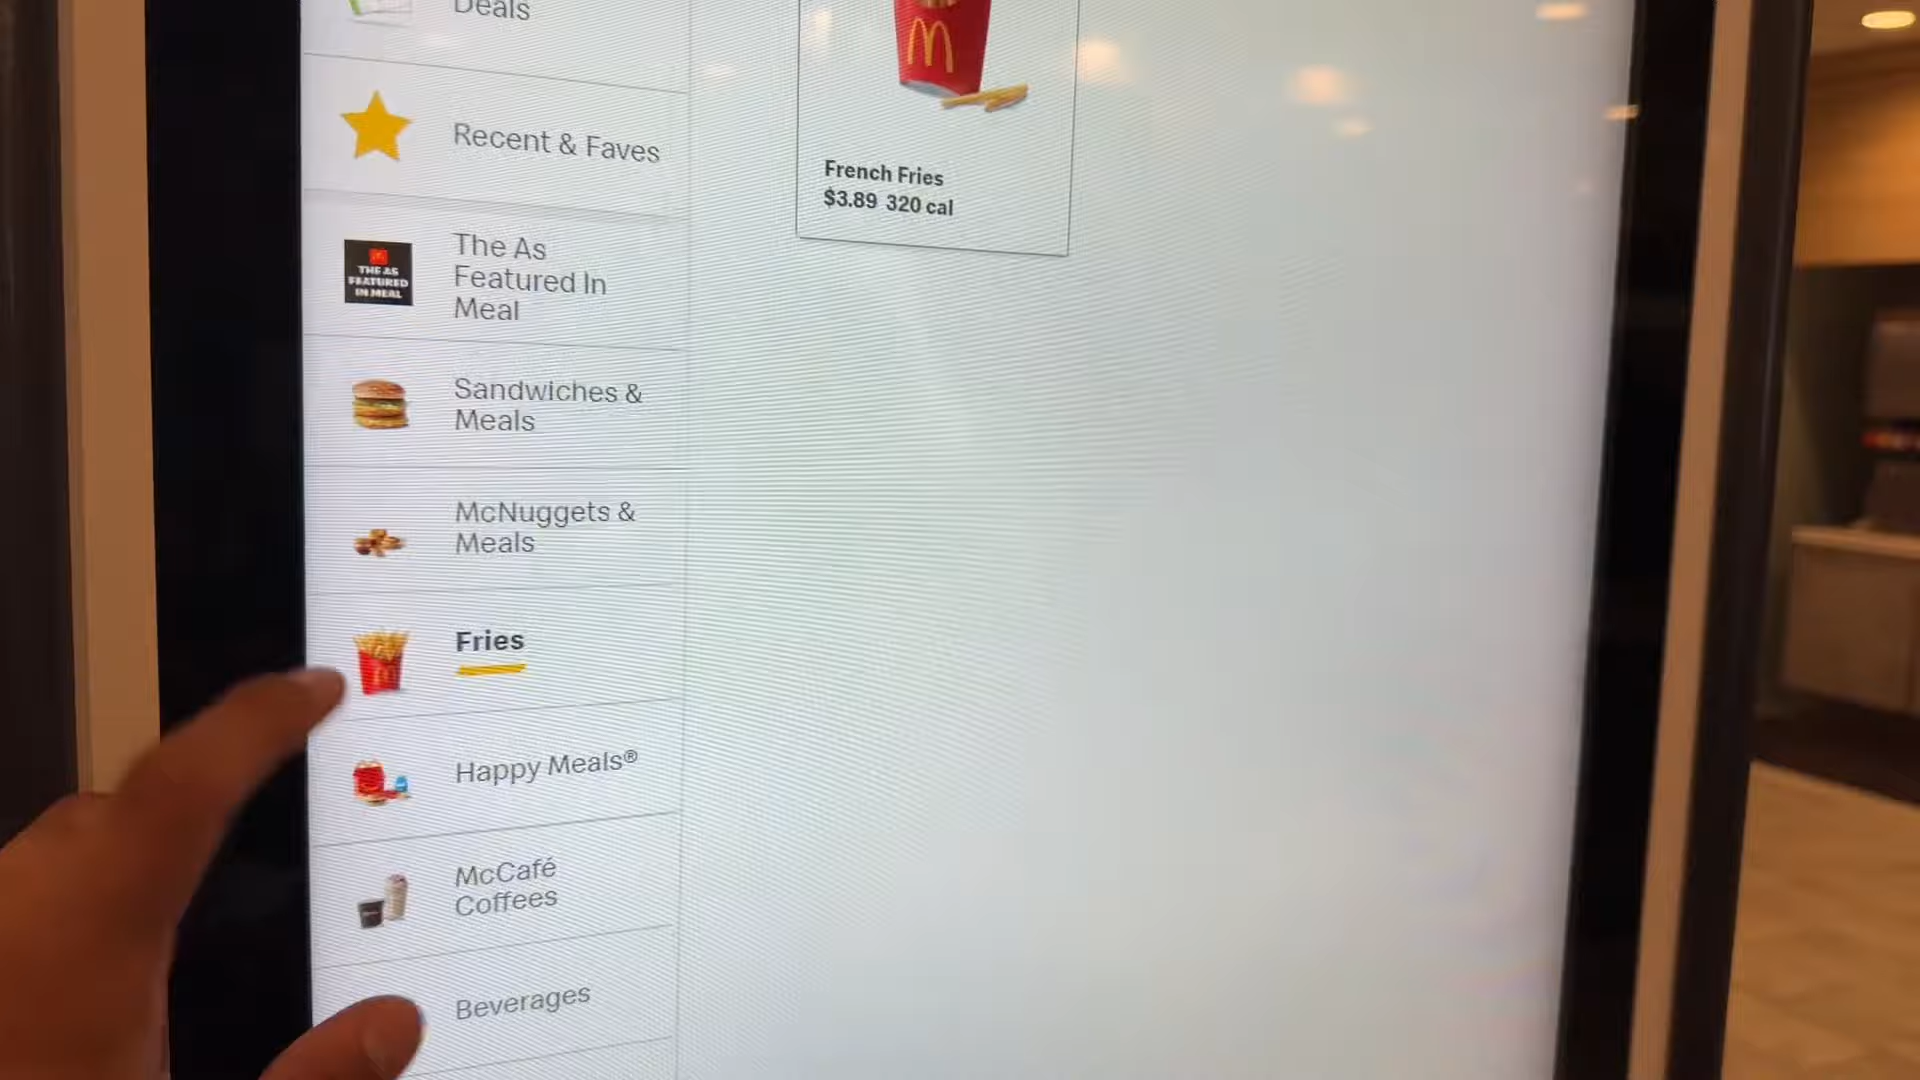 Deals
Recent & Faves
THE AS
FEATURED
IN MEAL
The As
Featured In
Meal
Sandwiches &
Meals
McNuggets &
Meals
Fries
Happy Meals®
McCafé
Coffees
Beverages
French Fries
$3.89 320 cal